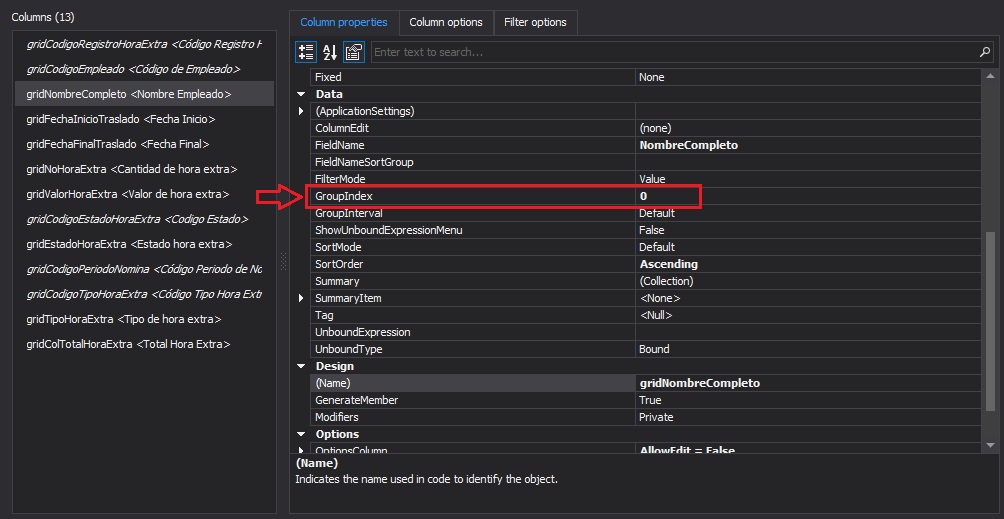 Columns (13)
gridCodigoRegistroHoraExtra <Código Registro H
gridCodigoEmpleado <Código de Empleado>
gridNombreCompleto <Nombre Empleado>
gridFechaInicioTraslado <Fecha Inicio>
gridFechaFinalTraslado <Fecha Final>
gridNoHoraExtra <Cantidad de hora extra>
gridValorHoraExtra <Valor de hora extra>
gridCodigoEstadoHoraExtra <Codigo Estado>
gridEstadoHoraExtra <Estado hora extra>
gridCodigoPeriodoNomina <Código Periodo de No
gridCodigoTipoHoraExtra <Código Tipo Hora Extr
gridTipoHoraExtra <Tipo de hora extra>
gridColTotalHoraExtra <Total Hora Extra>
Column properties Column options Filter options
Enter text to search...
Fixed None
Data
(ApplicationSettings)
ColumnEdit (none)
FieldName NombreCompleto
FieldNameSortGroup
FilterMode Value
GroupIndex 0
GroupInterval Default
ShowUnboundExpressionMenu False
SortMode Default
SortOrder Ascending
Summary (Collection)
SummaryItem <None>
Tag <Null>
UnboundExpression
UnboundType Bound
Design
(Name) gridNombreCompleto
GenerateMember True
Modifiers Private
Options
OptionsColumn AllowEdit = False
(Name)
Indicates the name used in code to identify the object.